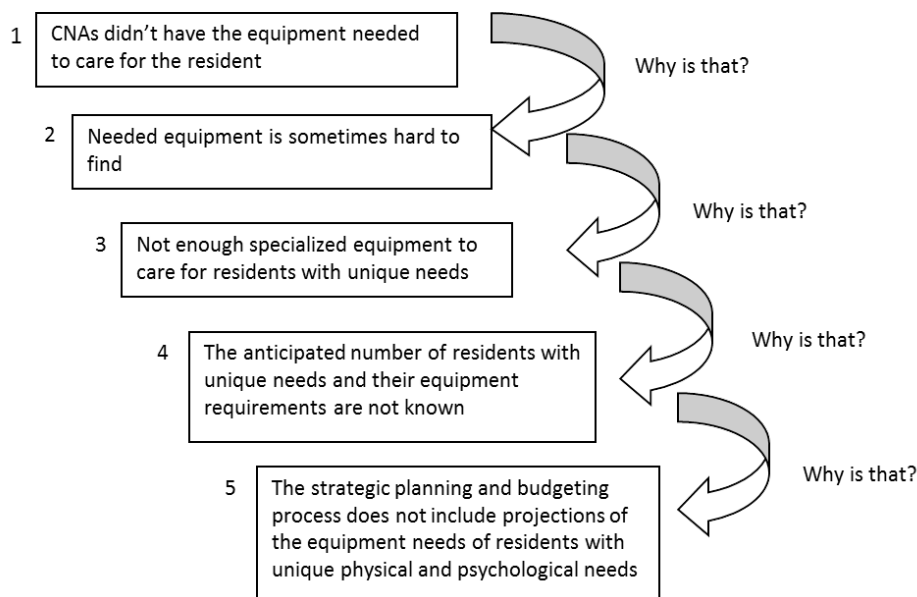 1
CNAs didn’t have the equipment needed
to care for the resident
Why is that?
2
Needed equipment is sometimes hard to
find
Why is that?
3
Not enough specialized equipment to
care for residents with unique needs
Why is that?
4
The anticipated number of residents with
unique needs and their equipment
requirements are not known
Why is that?
5
The strategic planning and budgeting
process does not include projections of
the equipment needs of residents with
unique physical and psychological needs